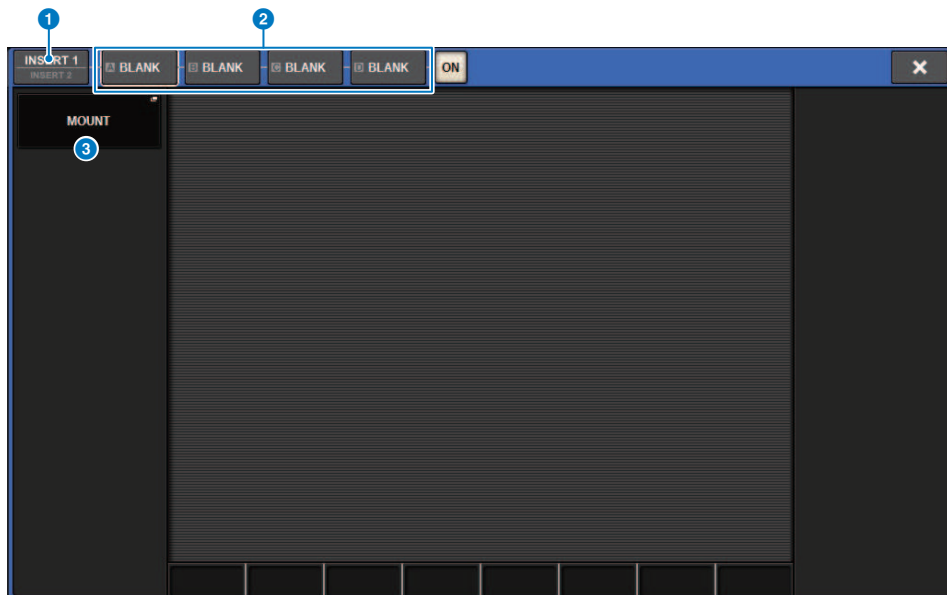 1
2
INSERT 1
INSERT 2
A BLANK
B BLANK
C BLANK
D BLANK
ON
×
MOUNT
3